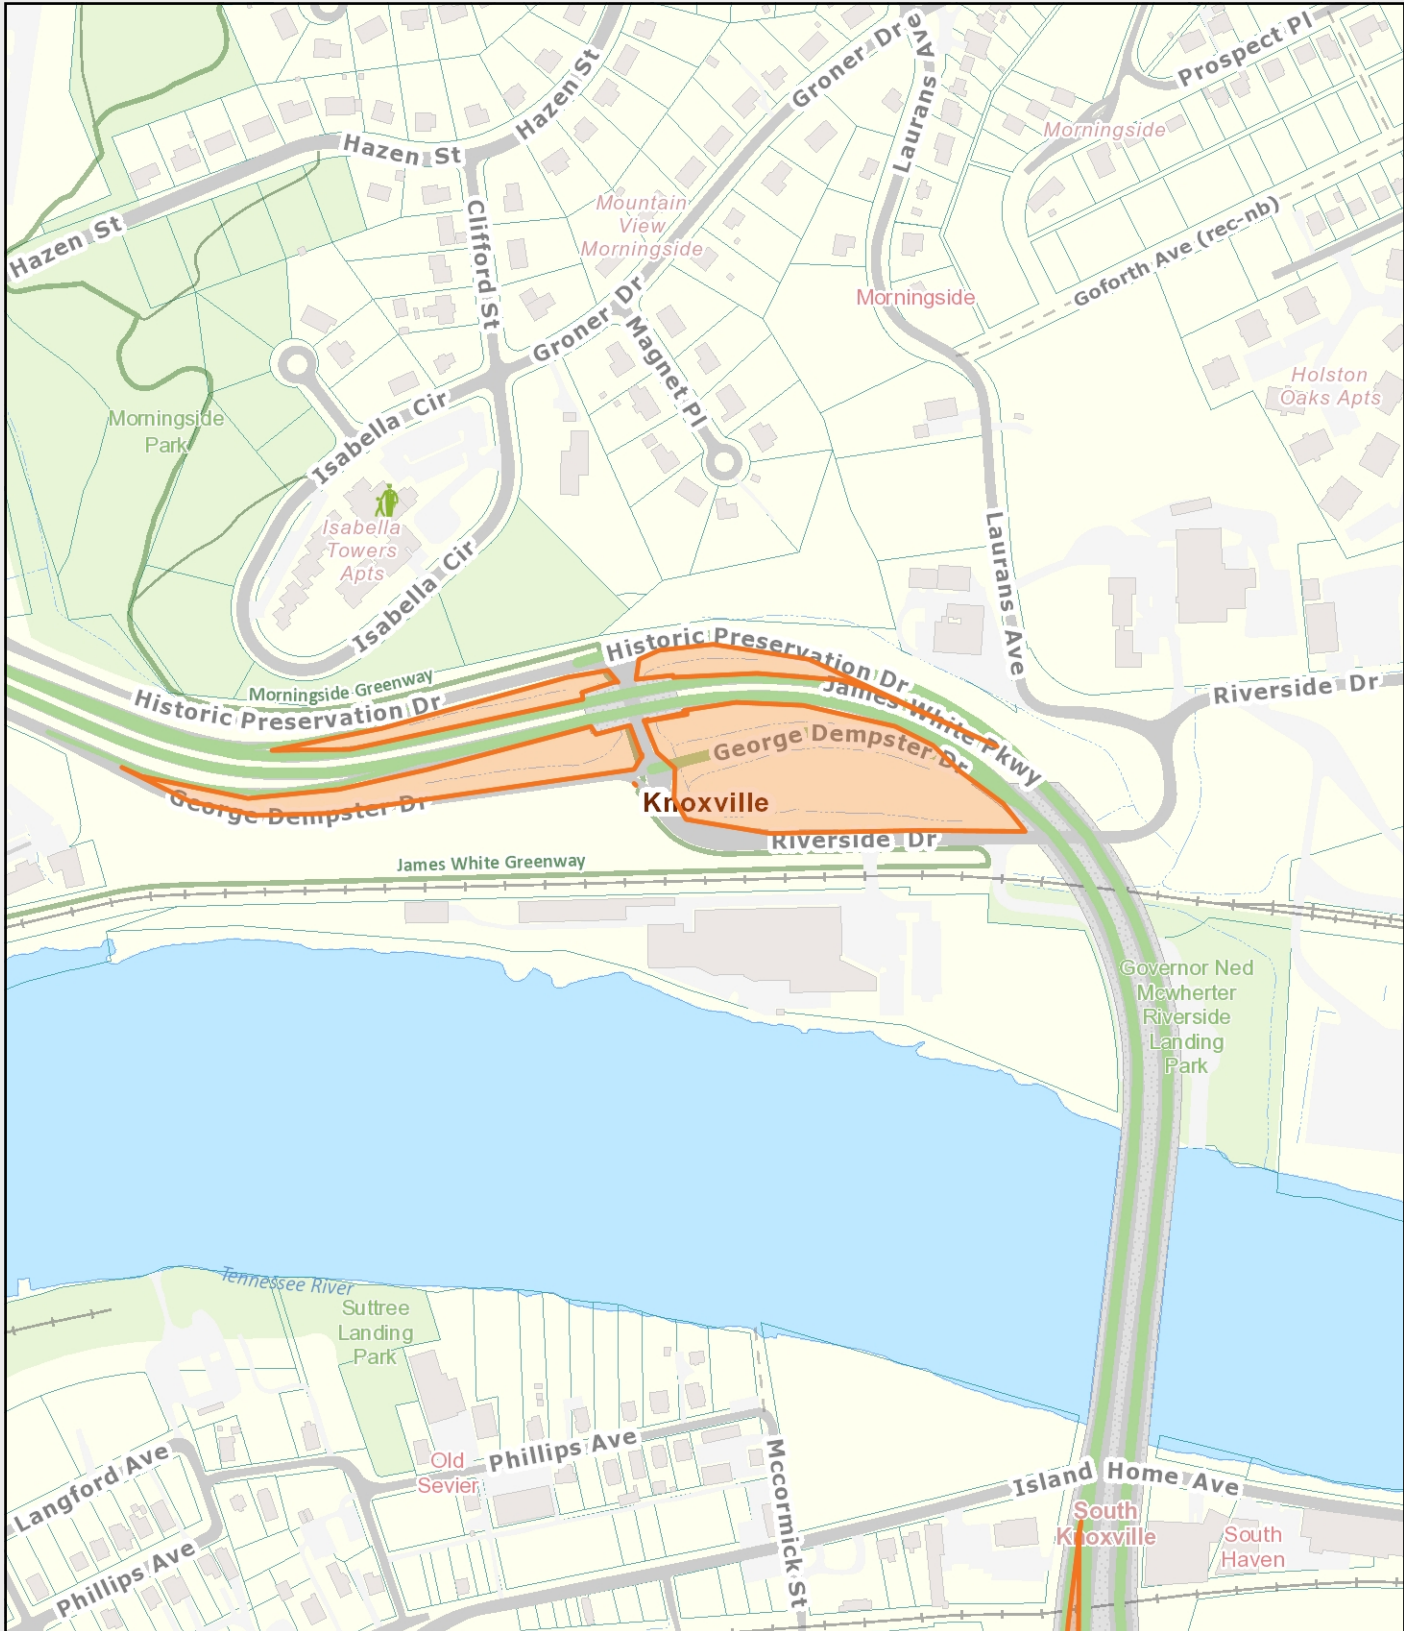 Prospect Pl
Groner Dr
Ave
Laurans Ave
Hazen St
Hazen St
Hazen St
Morningside
Clifford St
Mountain
View
Morningside
Goforth Ave (rec-nb)
Morningside
Groner Dr
Magnet Pl
Holston
Oaks Apts
Morningside
Park
Isabella Cir
Isabella
Towers
Apts
Isabella Cir
Laurans Ave
Historic Preservation Dr
Morningside Greenway
Historic Preservation Dr
James White Pkwy
Riverside Dr
George Dempster Dr
George Dempster Dr
Knoxville
Riverside Dr
James White Greenway
Governor Ned
Mcwherter
Riverside
Landing
Park
Tennessee River
Suttree
Landing
Park
Langford Ave
Old
Sevier
Phillips Ave
Mccormick St
Island Home Ave
South
Knoxville
South
Haven
Phillips Ave